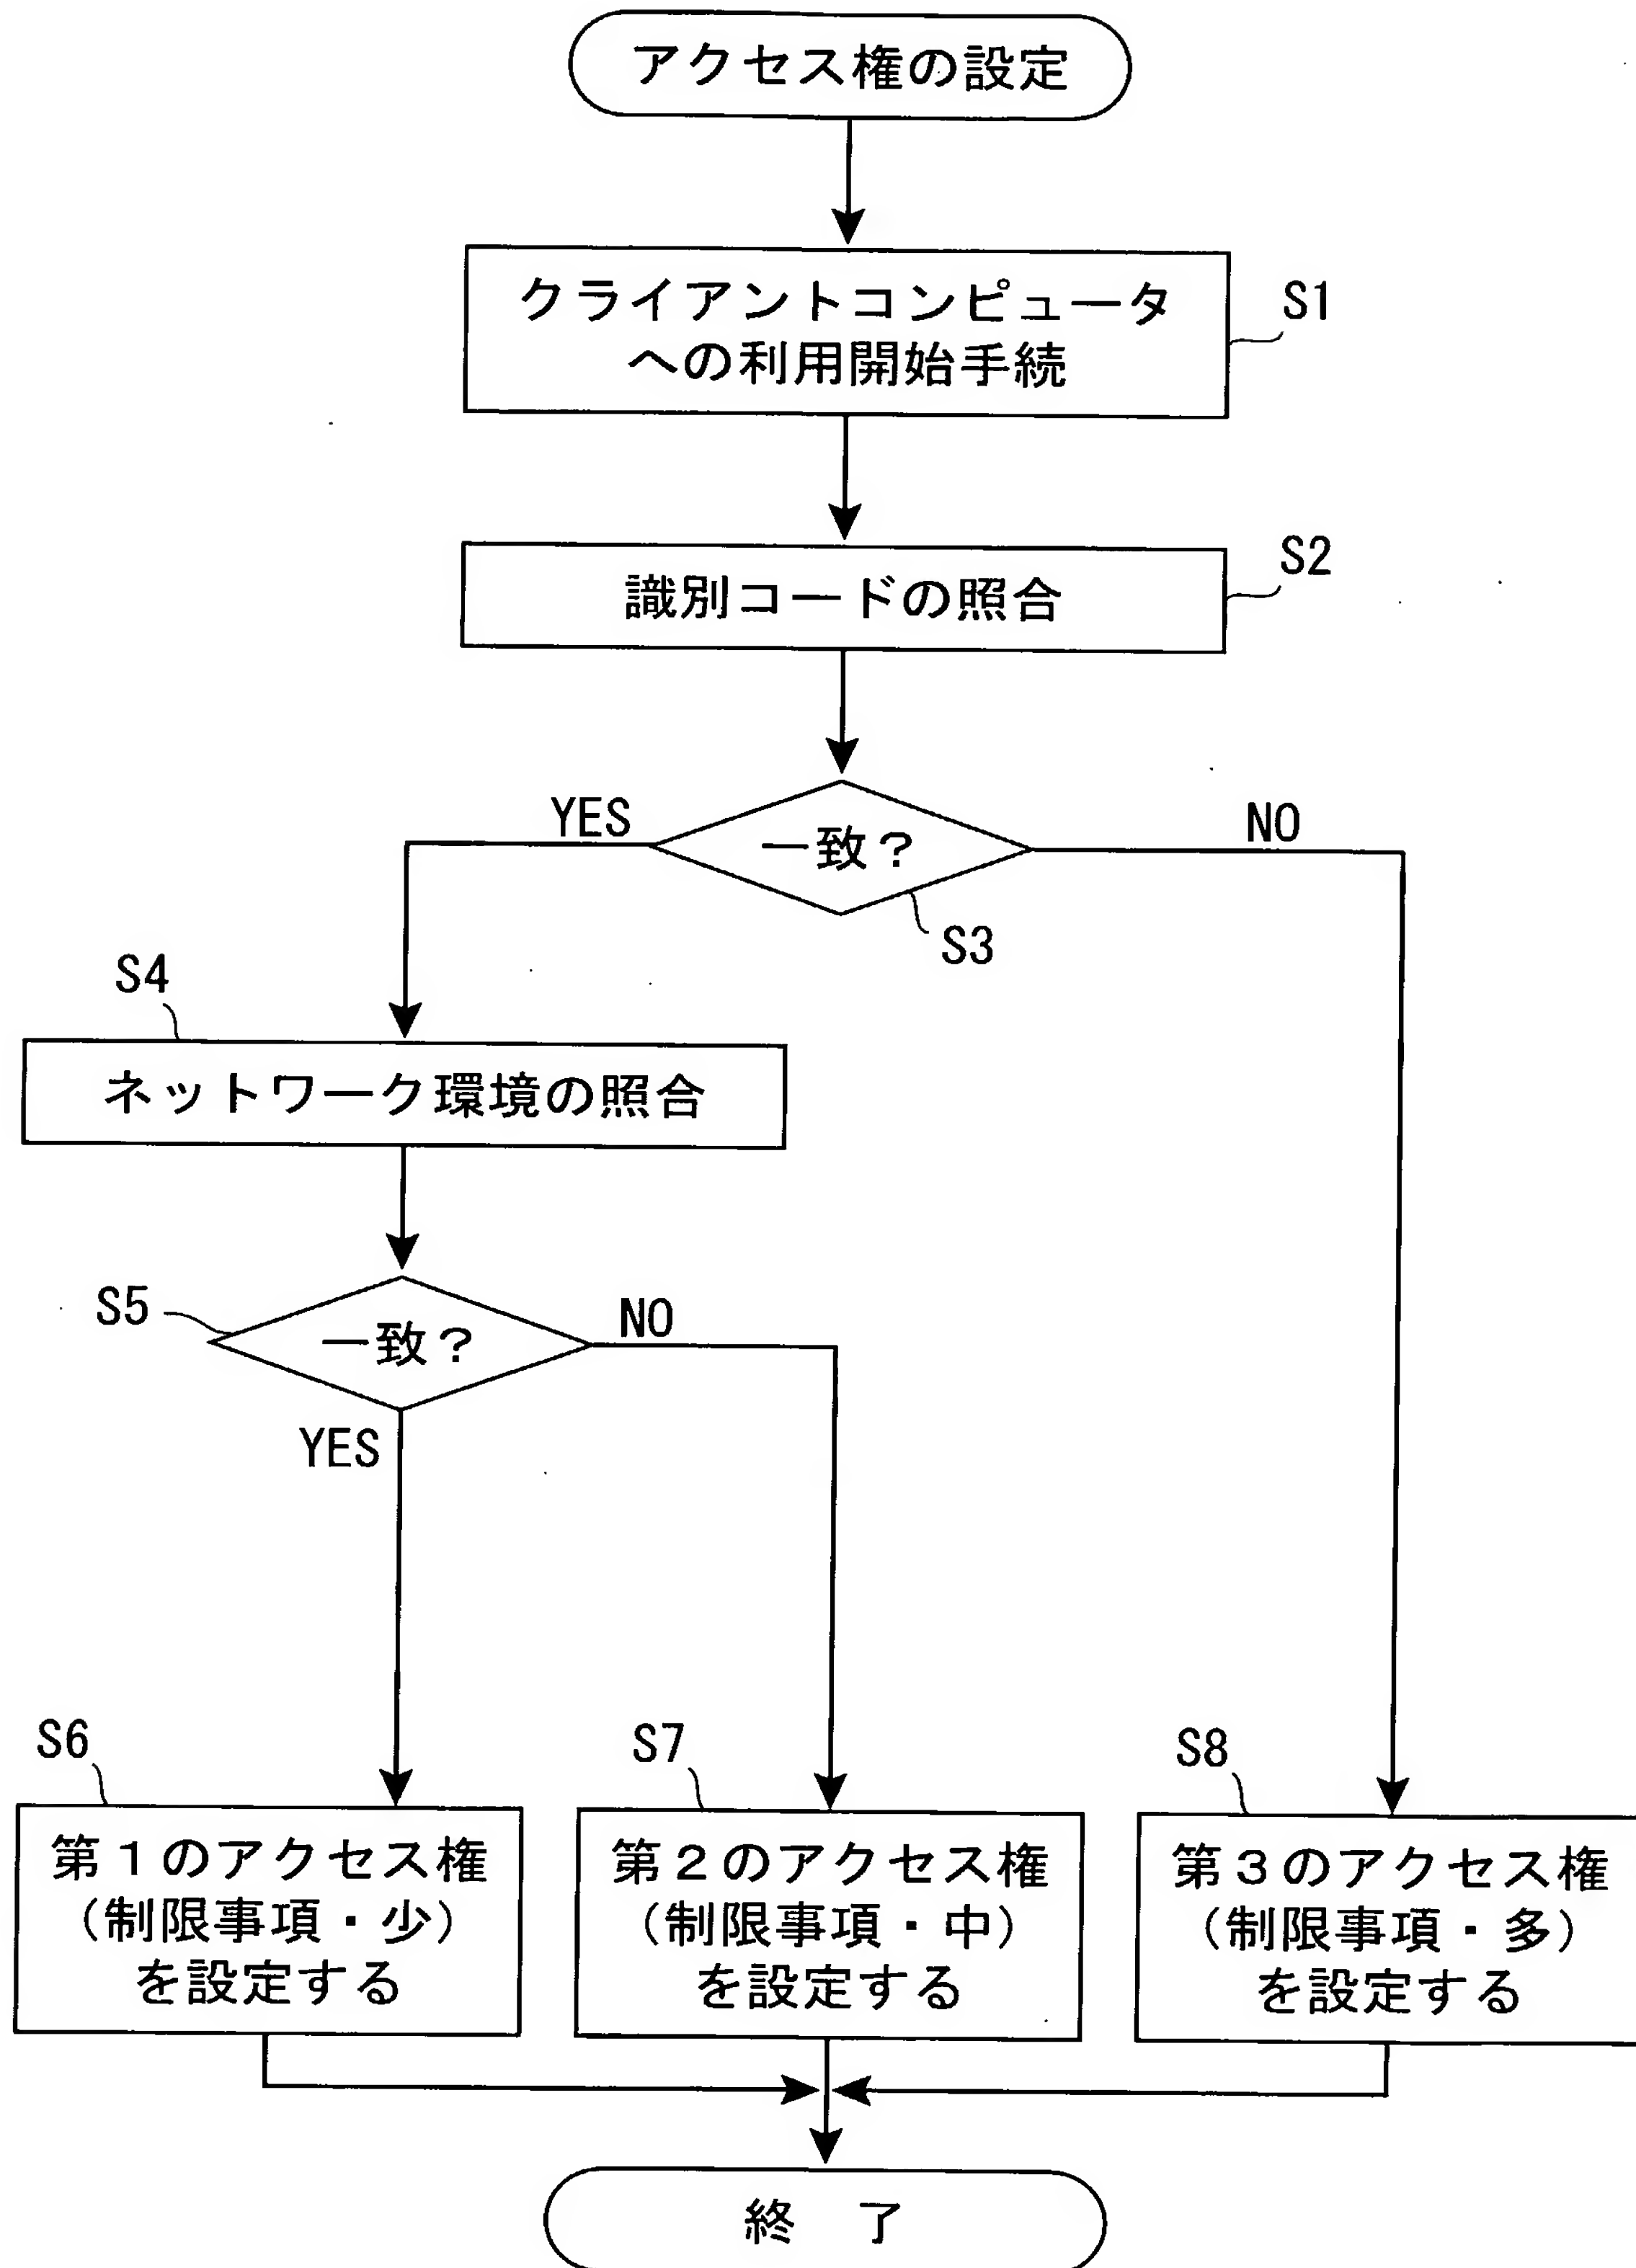 アクセス権の設定
クライアントコンピュータ
への利用開始手続
S1
識別コードの照合
S2
YES
一致?
NO
S3
S4
ネットワーク環境の照合
S5
一致?
NO
YES
S6
第1のアクセス権
(制限事項・少)
を設定する
S7
第2のアクセス権
(制限事項・中)
を設定する
S8
第3のアクセス権
(制限事項・多)
を設定する
終 了